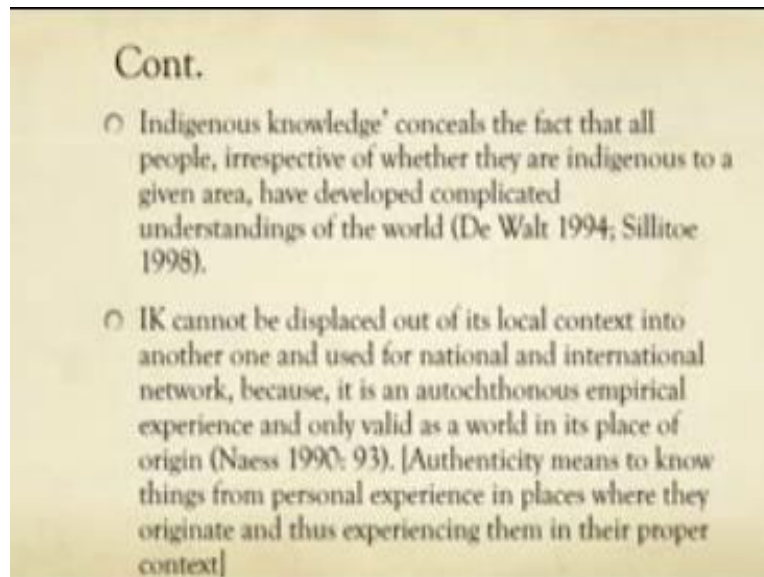 Cont.
Indigenous knowledge' conceals the fact that all
people, irrespective of whether they are indigenous to a
given area, have developed complicated
understandings of the world (De Walt 1994; Sillitoe
1998).
IK cannot be displaced out of its local context into
another one and used for national and international
network, because, it is an autochthonous empirical
experience and only valid as a world in its place of
origin (Naess 1990: 93). [Authenticity means to know
things from personal experience in places where they
originate and thus experiencing them in their proper
context]